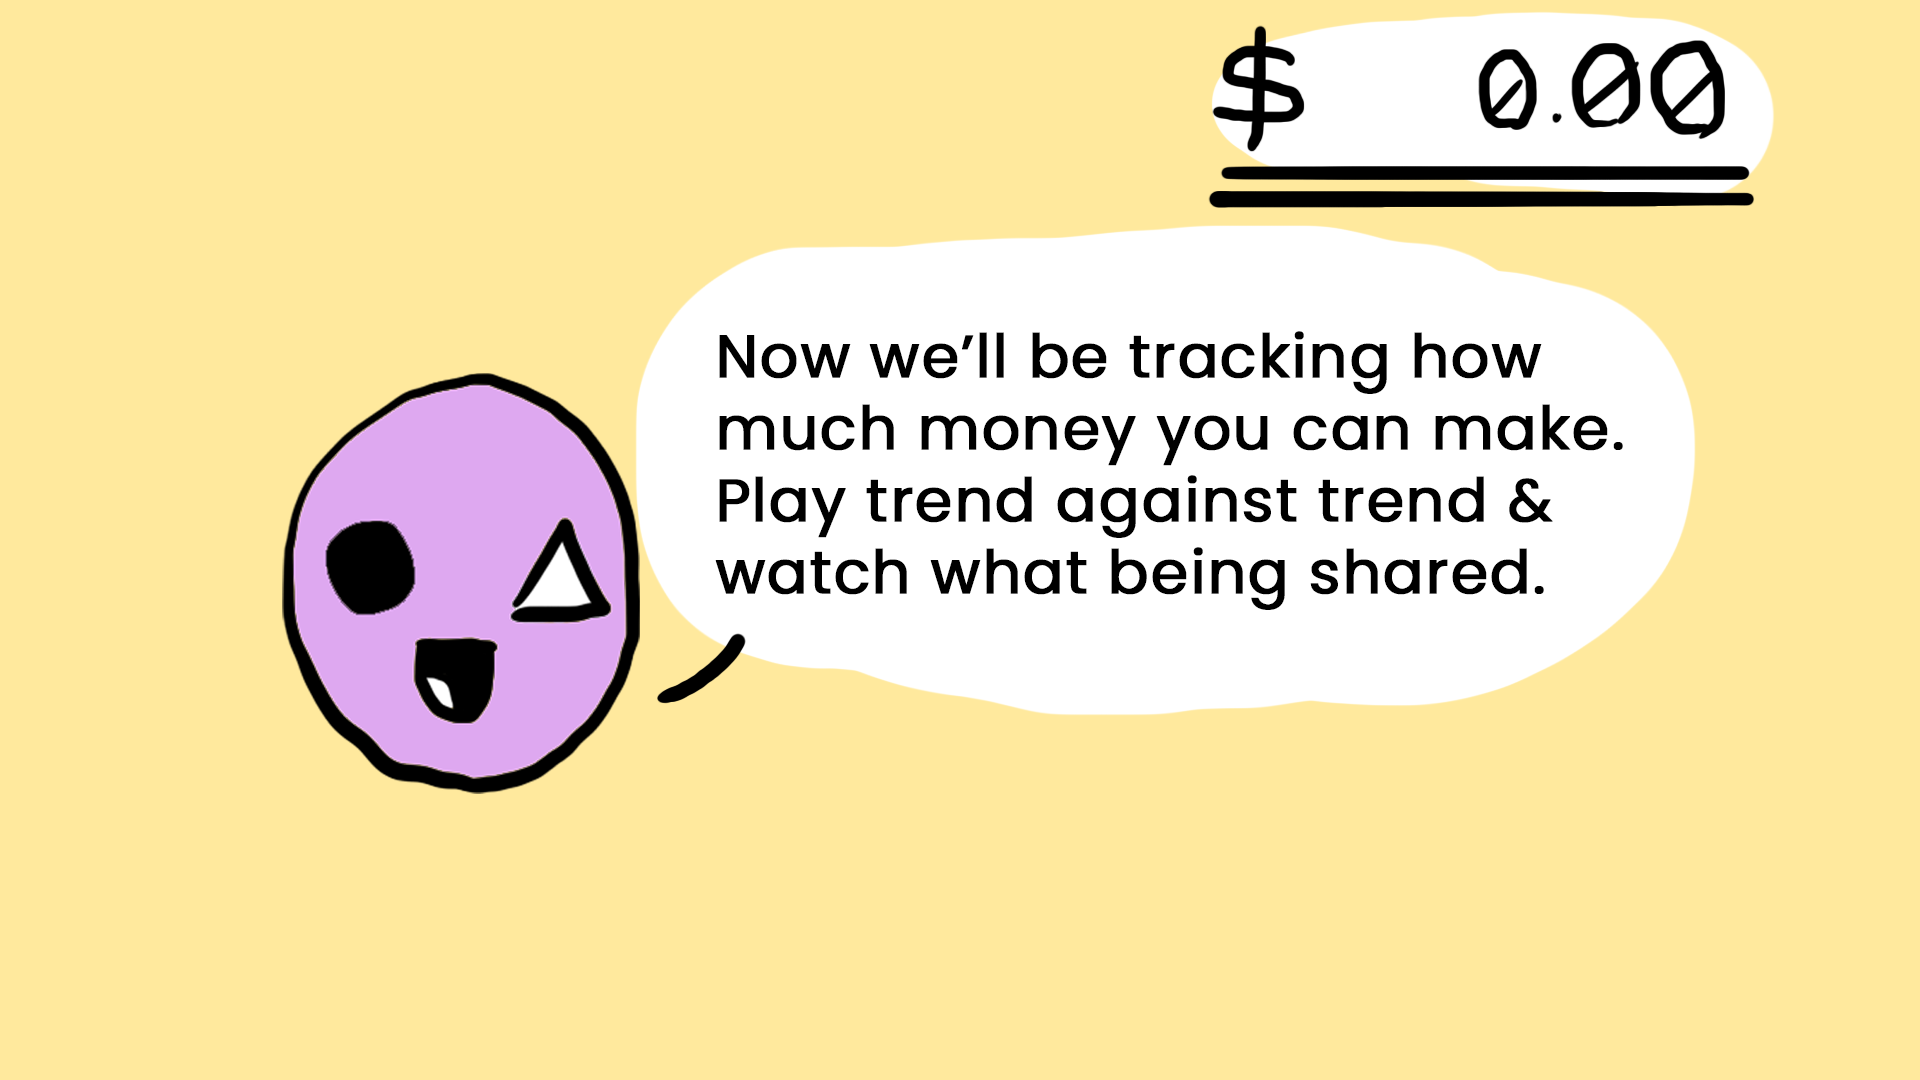 $ 0.00
Now we’ll be tracking how
much money you can make.
Play trend against trend &
watch what being shared.